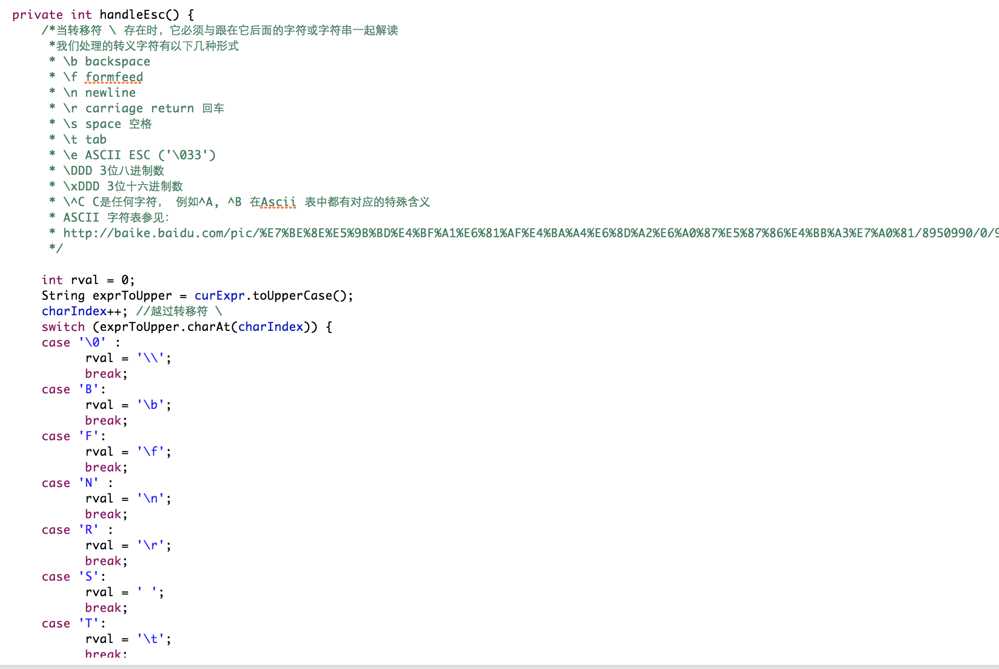 private int handleEsc() {
    /*当转移符 \ 存在时，它必须与跟在它后面的字符或字符串一起解读
     *我们处理的转义字符有以下几种形式
     * \b backspace
     * \f formfeed
     * \n newline
     * \r carriage return 回车
     * \s space 空格
     * \t tab
     * \e ASCII ESC ('\033')
     * \DDD 3位八进制数
     * \xDDD 3位十六进制数
     * \^C C是任何字符， 例如^A, ^B 在Ascii 表中都有对应的特殊含义
     * ASCII 字符表参见：
     * http://baike.baidu.com/pic/%E7%BE%8E%E5%9B%BD%E4%BF%A1%E6%81%AF%E4%BA%A4%E6%8D%A2%E6%A0%87%E5%87%86%E4%BB%A3%E7%A0%81/8950990/0/9
     */

    int rval = 0;
    String exprToUpper = curExpr.toUpperCase();
    charIndex++; //越过转移符 \
    switch (exprToUpper.charAt(charIndex)) {
    case '\0' :
          rval = '\\';
          break;
    case 'B':
          rval = '\b';
          break;
    case 'F':
          rval = '\f';
          break;
    case 'N' :
          rval = '\n';
          break;
    case 'R' :
          rval = '\r';
          break;
    case 'S':
          rval = ' ';
          break;
    case 'T':
          rval = '\t';
          break;